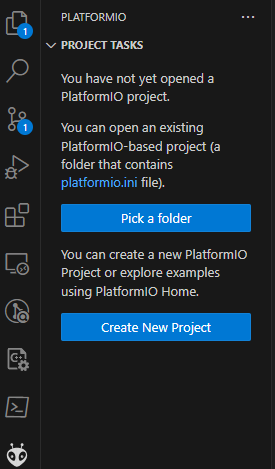 PLATFORMIO
PROJECT TASKS
You have not yet opened a
PlatformIO project.
You can open an existing
PlatformIO-based project (a
folder that contains
platformio.ini file).
Pick a folder
You can create a new PlatformIO
Project or explore examples
using PlatformIO Home.
Create New Project
1
1